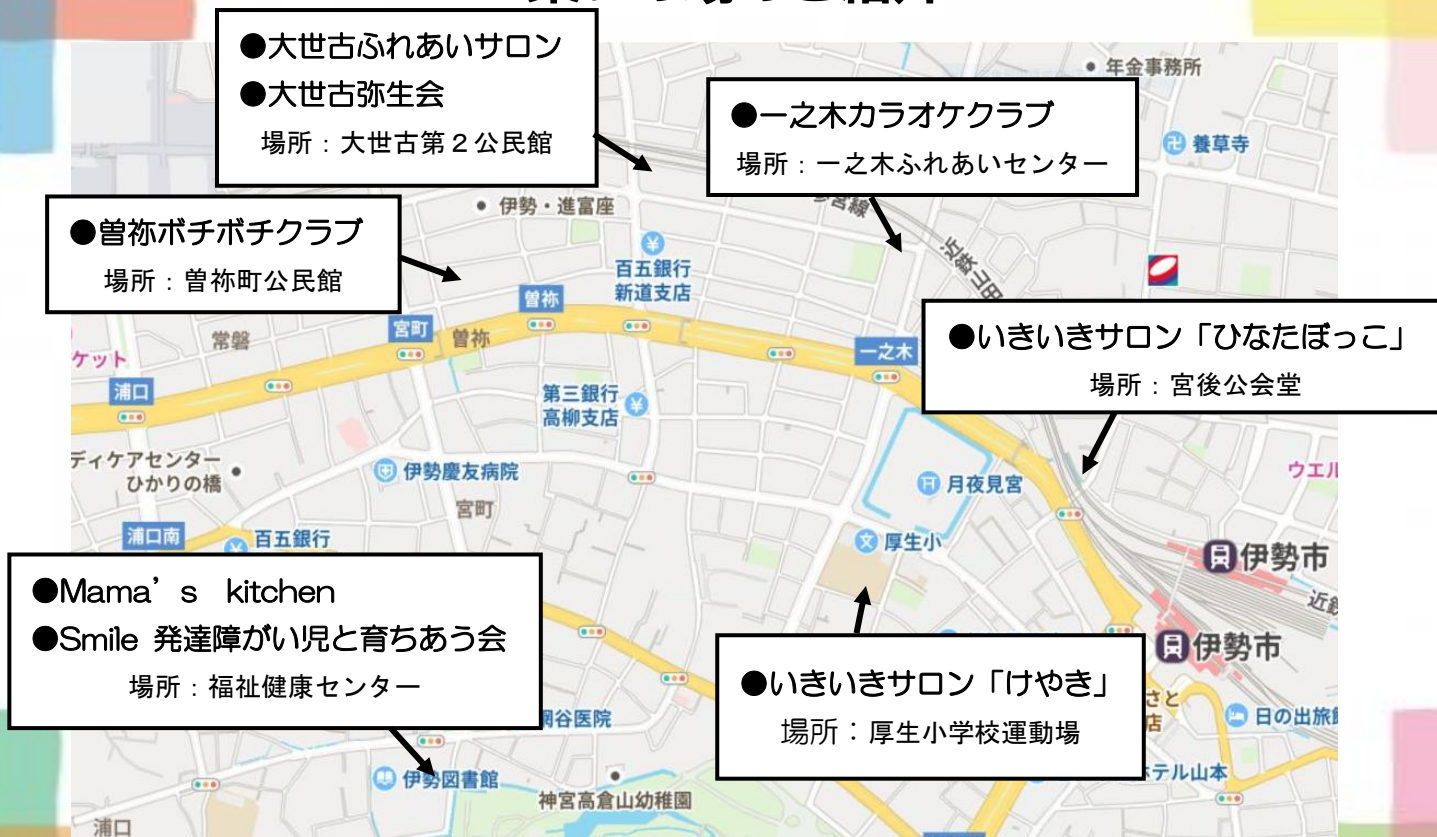 ●大世古ふれあいサロン
●大世古弥生会
場所：大世古第２公民館
●一之木カラオケクラブ
場所：一之木ふれあいセンター
●曽祢ボチボチクラブ
場所：曽祢町公民館
●いきいきサロン「ひなたぼっこ」
場所：宮後公会堂
●Mama’s　kitchen
●Smile 発達障がい児と育ちあう会
場所：福祉健康センター
●いきいきサロン「けやき」
場所：厚生小学校運動場
年金事務所
養草寺
伊勢・進富座
参宮線
近鉄山田
百五銀行
新道支店
曽祢
宮町
曽祢
常磐
ケット
浦口
一之木
第三銀行
高柳支店
ディケアセンター
ひかりの橋
伊勢慶友病院
宮町
月夜見宮
ウエル
浦口南
百五銀行
厚生小
伊勢市
近鉄
伊勢市
さと
店
日の出旅館
網谷医院
テル山本
伊勢図書館
神宮高倉山幼稚園
浦口